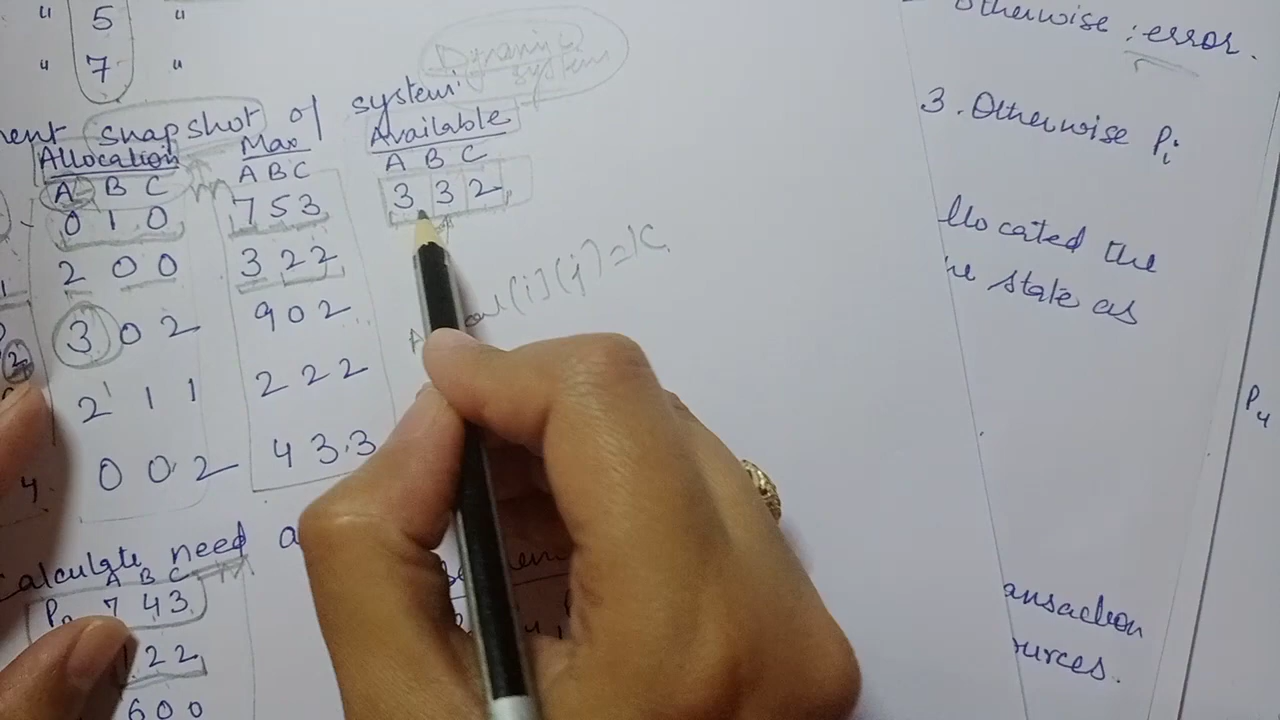 " 5 "
" 7 "
snapshot of system:
Dynamic system
Allocation Max Available
A B C A B C A B C
0 1 0 7 5 3 3 3 2
2 0 0 3 2 2
3 0 2 9 0 2
2 1 1 2 2 2
4. 0 0 2 4 3 3
(i)(j)=K
Calculate need
A B C
P0 7 4 3
1 2 2
6 0 0
otherwise : error.
3. Otherwise Pi
llocated the
state as
P4
ansaction
urces.